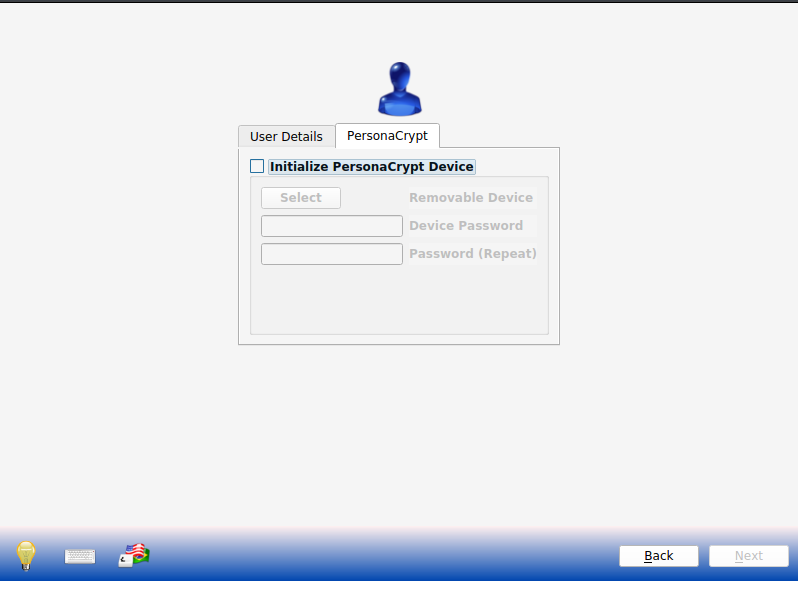 User Details
PersonaCrypt
Initialize PersonaCrypt Device
Select
Removable Device
Device Password
Password (Repeat)
Back
Next